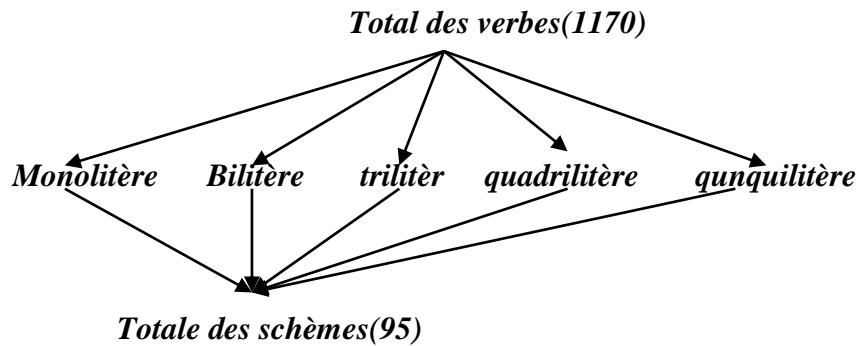 Total des verbes(1170)
Monolitère Bilitère trilitèr quadrilitère qunquilitère
Totale des schèmes(95)